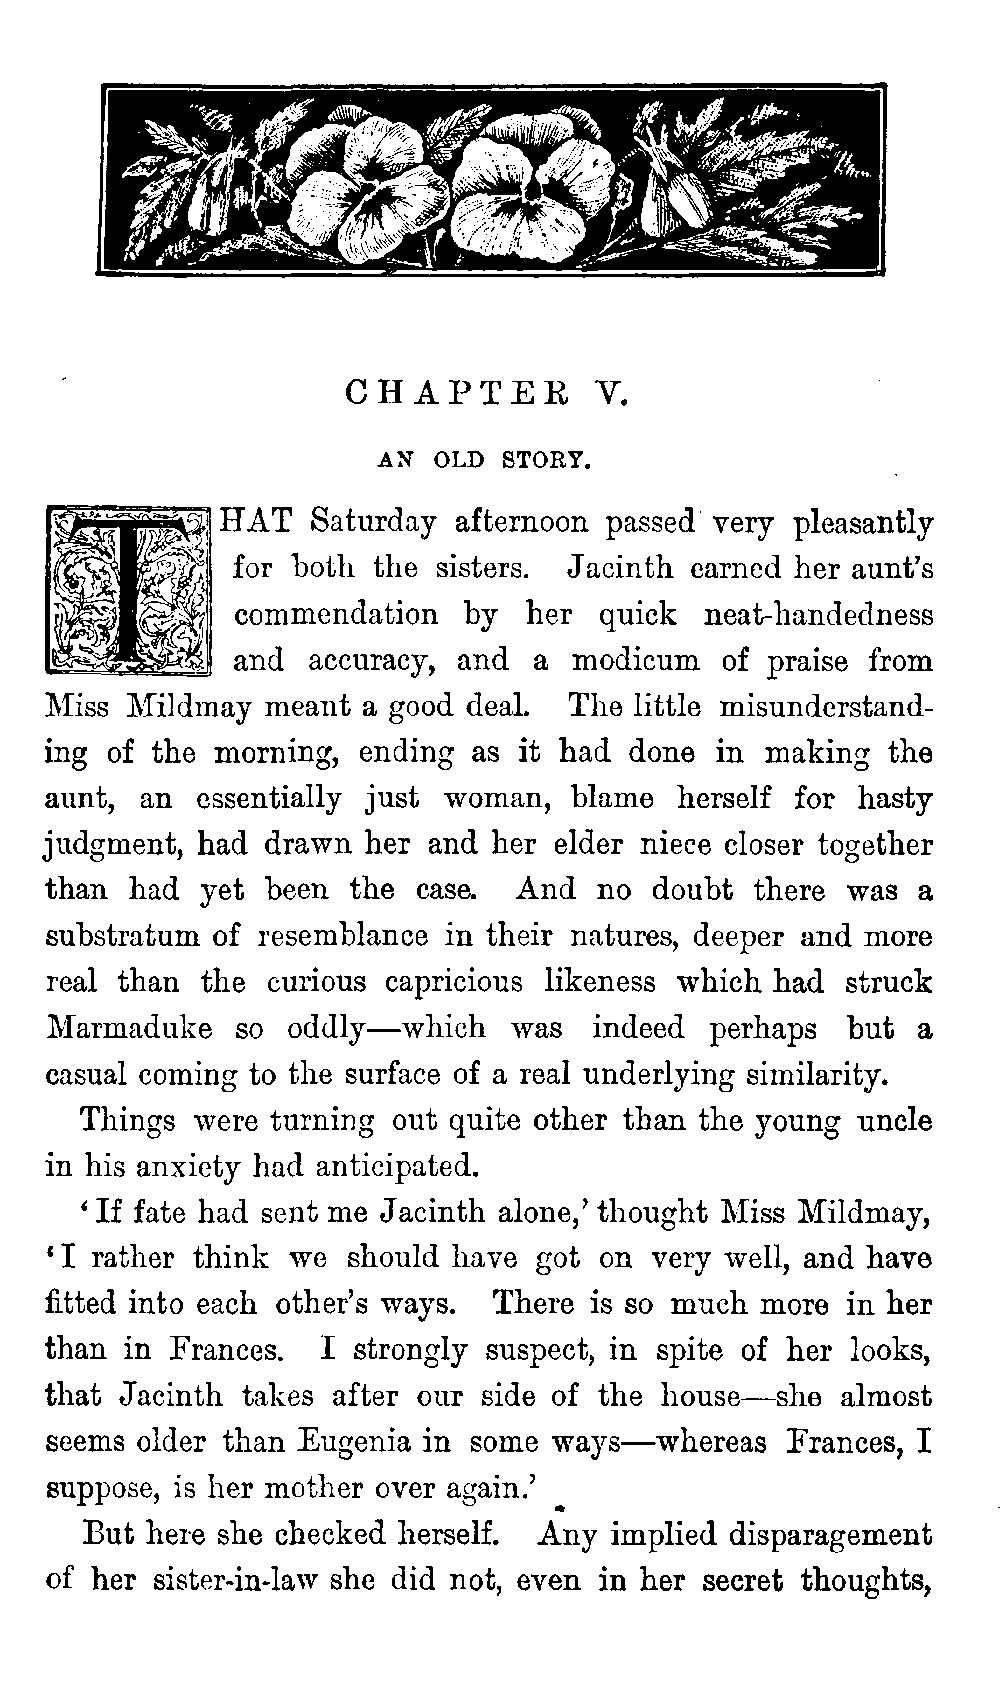 CHAPTER V.
AN OLD STORY.
THAT Saturday afternoon passed very pleasantly
for both the sisters. Jacinth earned her aunt's
commendation by her quick neat-handedness
and accuracy, and a modicum of praise from
Miss Mildmay meant a good deal. The little misunderstand-
ing of the morning, ending as it had done in making the
aunt, an essentially just woman, blame herself for hasty
judgment, had drawn her and her elder niece closer together
than had yet been the case. And no doubt there was a
substratum of resemblance in their natures, deeper and more
real than the curious capricious likeness which had struck
Marmaduke so oddly—which was indeed perhaps but a
casual coming to the surface of a real underlying similarity.
Things were turning out quite other than the young uncle
in his anxiety had anticipated.
‘If fate had sent me Jacinth alone,’ thought Miss Mildmay,
‘I rather think we should have got on very well, and have
fitted into each other's ways. There is so much more in her
than in Frances. I strongly suspect, in spite of her looks,
that Jacinth takes after our side of the house—she almost
seems older than Eugenia in some ways—whereas Frances, I
suppose, is her mother over again.’
But here she checked herself. Any implied disparagement
of her sister-in-law she did not, even in her secret thoughts,